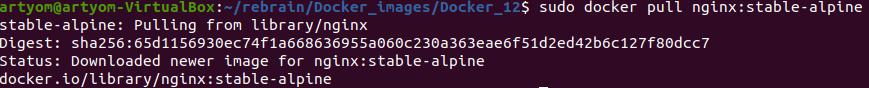 artyom@artyom-VirtualBox:~/rebrain/Docker_images/Docker_12$ sudo docker pull nginx:stable-alpine
stable-alpine: Pulling from library/nginx
Digest: sha256:65d1156930ec74f1a668636955a060c230a363eae6f51d2ed42b6c127f80dcc7
Status: Downloaded newer image for nginx:stable-alpine
docker.io/library/nginx:stable-alpine